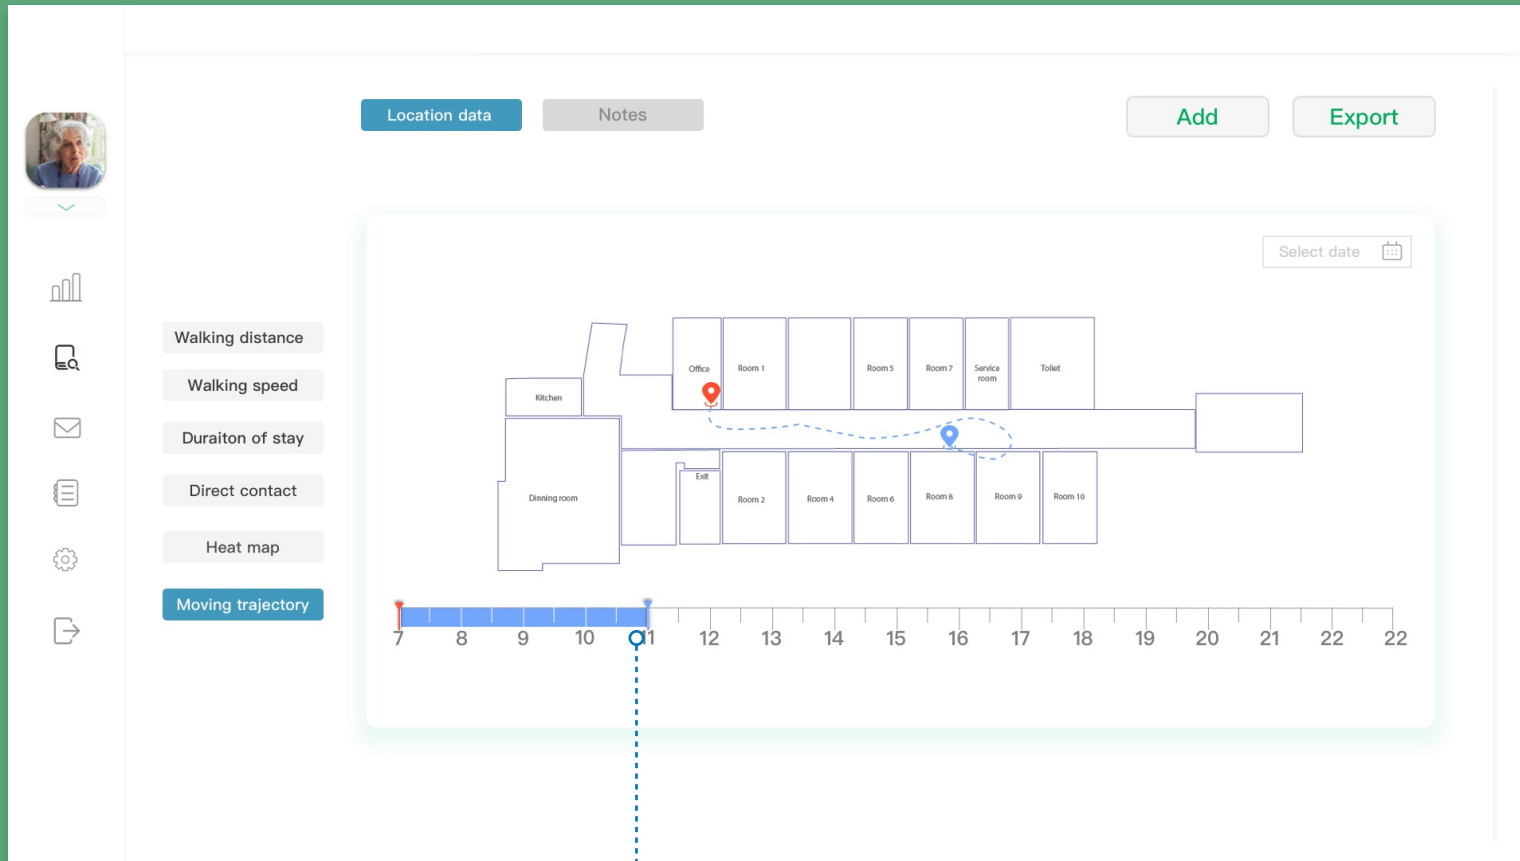 Location data
Notes
Add
Export
Select date
Walking distance
Walking speed
Duraiton of stay
Direct contact
Heat map
Moving trajectory
Office
Room 1
Room 5
Room 7
Service
room
Toliet
Kitchen
Dinning room
Exit
Room 2
Room 4
Room 6
Room 8
Room 9
Room 10
7 8 9 10 11 12 13 14 15 16 17 18 19 20 21 22 22